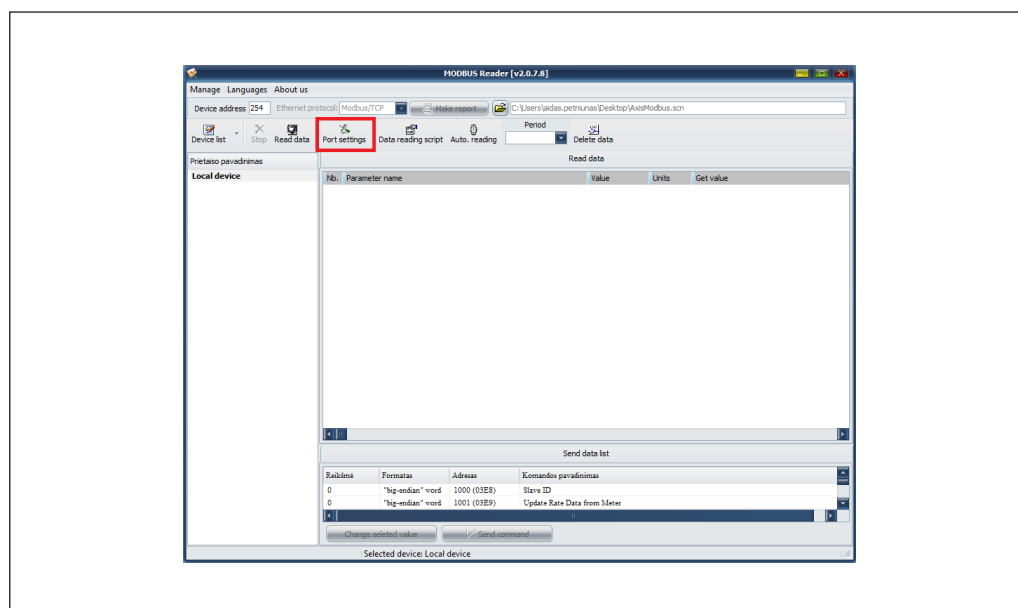 MODBUS Reader [v2.0.7.8]
Manage Languages About us
Device address 254 Ethernet protocol: Modbus/TCP Make report C:\Users\aidas.petniunas\Desktop\AxisModbus.scn
Device list Stop Read data Port settings Data reading script Auto. reading Period Delete data
Prietaiso pavadinimas Read data
Local device Nb. Parameter name Value Units Get value
Send data list
Reikšmė Formatas Adresas Komandos pavadinimas
0 "big-endian" word 1000 (03E8) Slave ID
0 "big-endian" word 1001 (03E9) Update Rate Data from Meter
Change seleted value Send command
Selected device: Local device